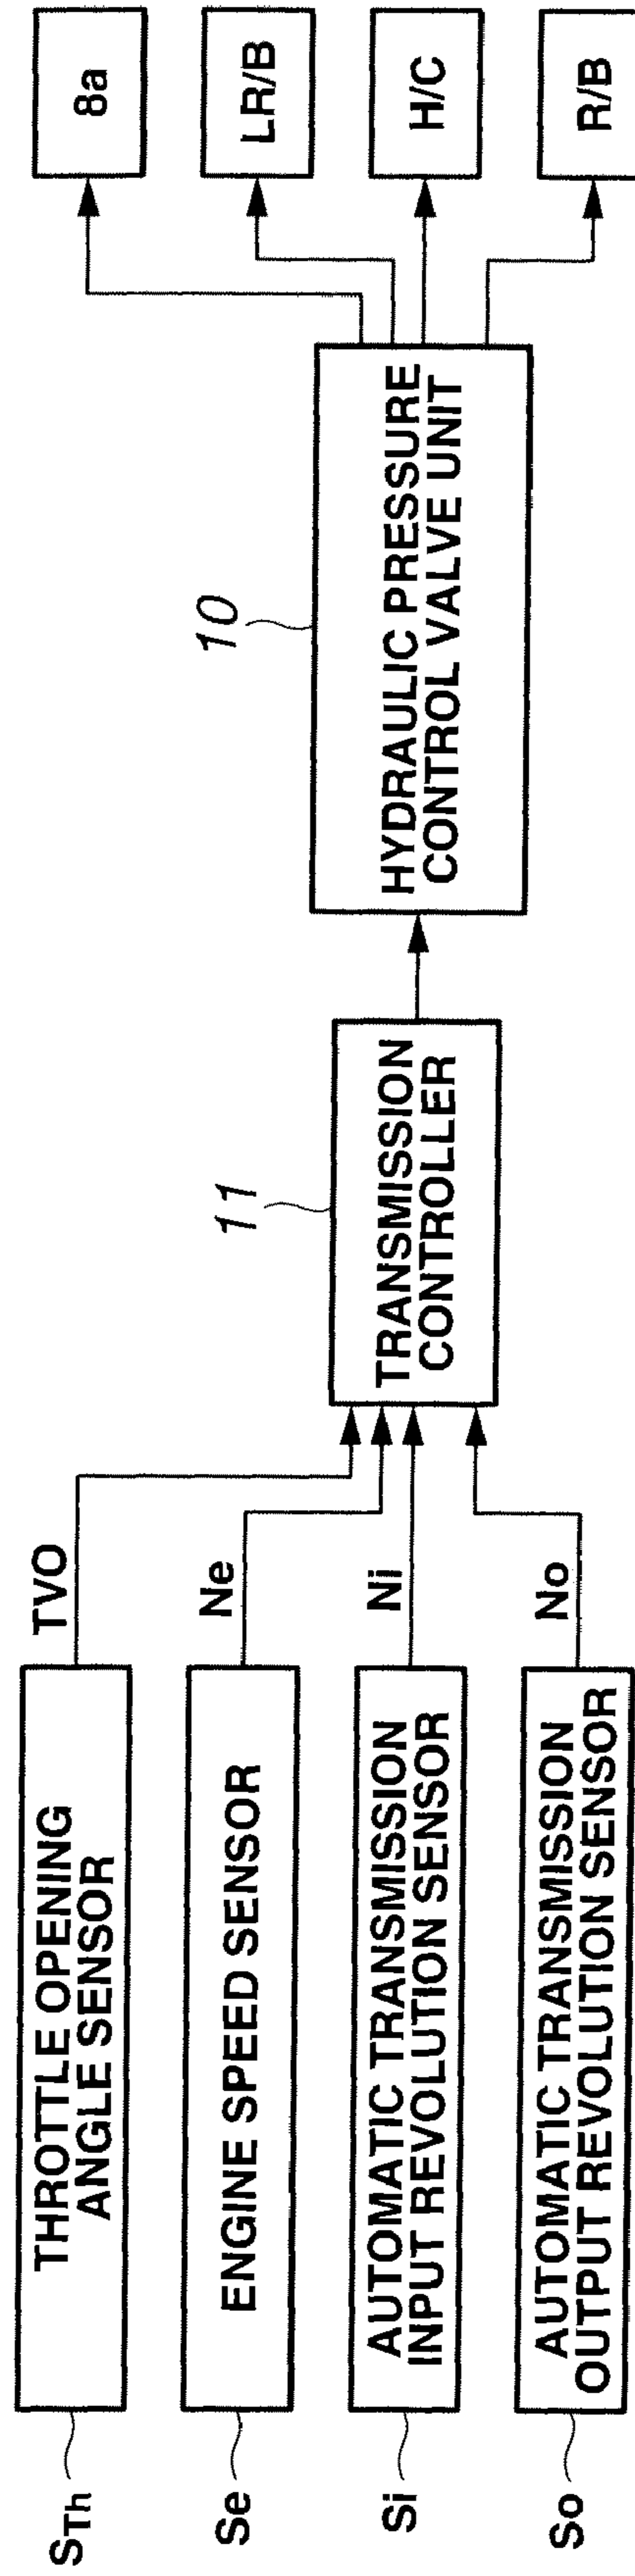 STh
THROTTLE OPENING
ANGLE SENSOR
TVO
Se
ENGINE SPEED SENSOR
Ne
Si
AUTOMATIC TRANSMISSION
INPUT REVOLUTION SENSOR
Ni
So
AUTOMATIC TRANSMISSION
OUTPUT REVOLUTION SENSOR
No
11
TRANSMISSION
CONTROLLER
10
HYDRAULIC PRESSURE
CONTROL VALVE UNIT
8a
LR/B
H/C
R/B